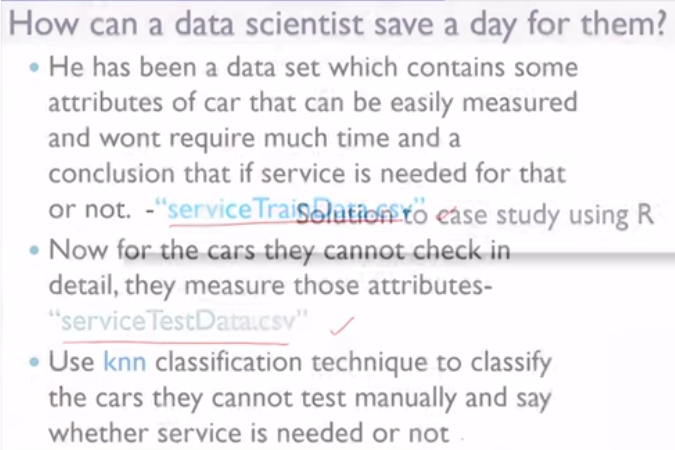 How can a data scientist save a day for them?
• He has been a data set which contains some
attributes of car that can be easily measured
and wont require much time and a
conclusion that if service is needed for that
or not. -"serviceTrainData.csv"
Solution to case study using R
• Now for the cars they cannot check in
detail, they measure those attributes-
"serviceTestData.csv"
• Use knn classification technique to classify
the cars they cannot test manually and say
whether service is needed or not